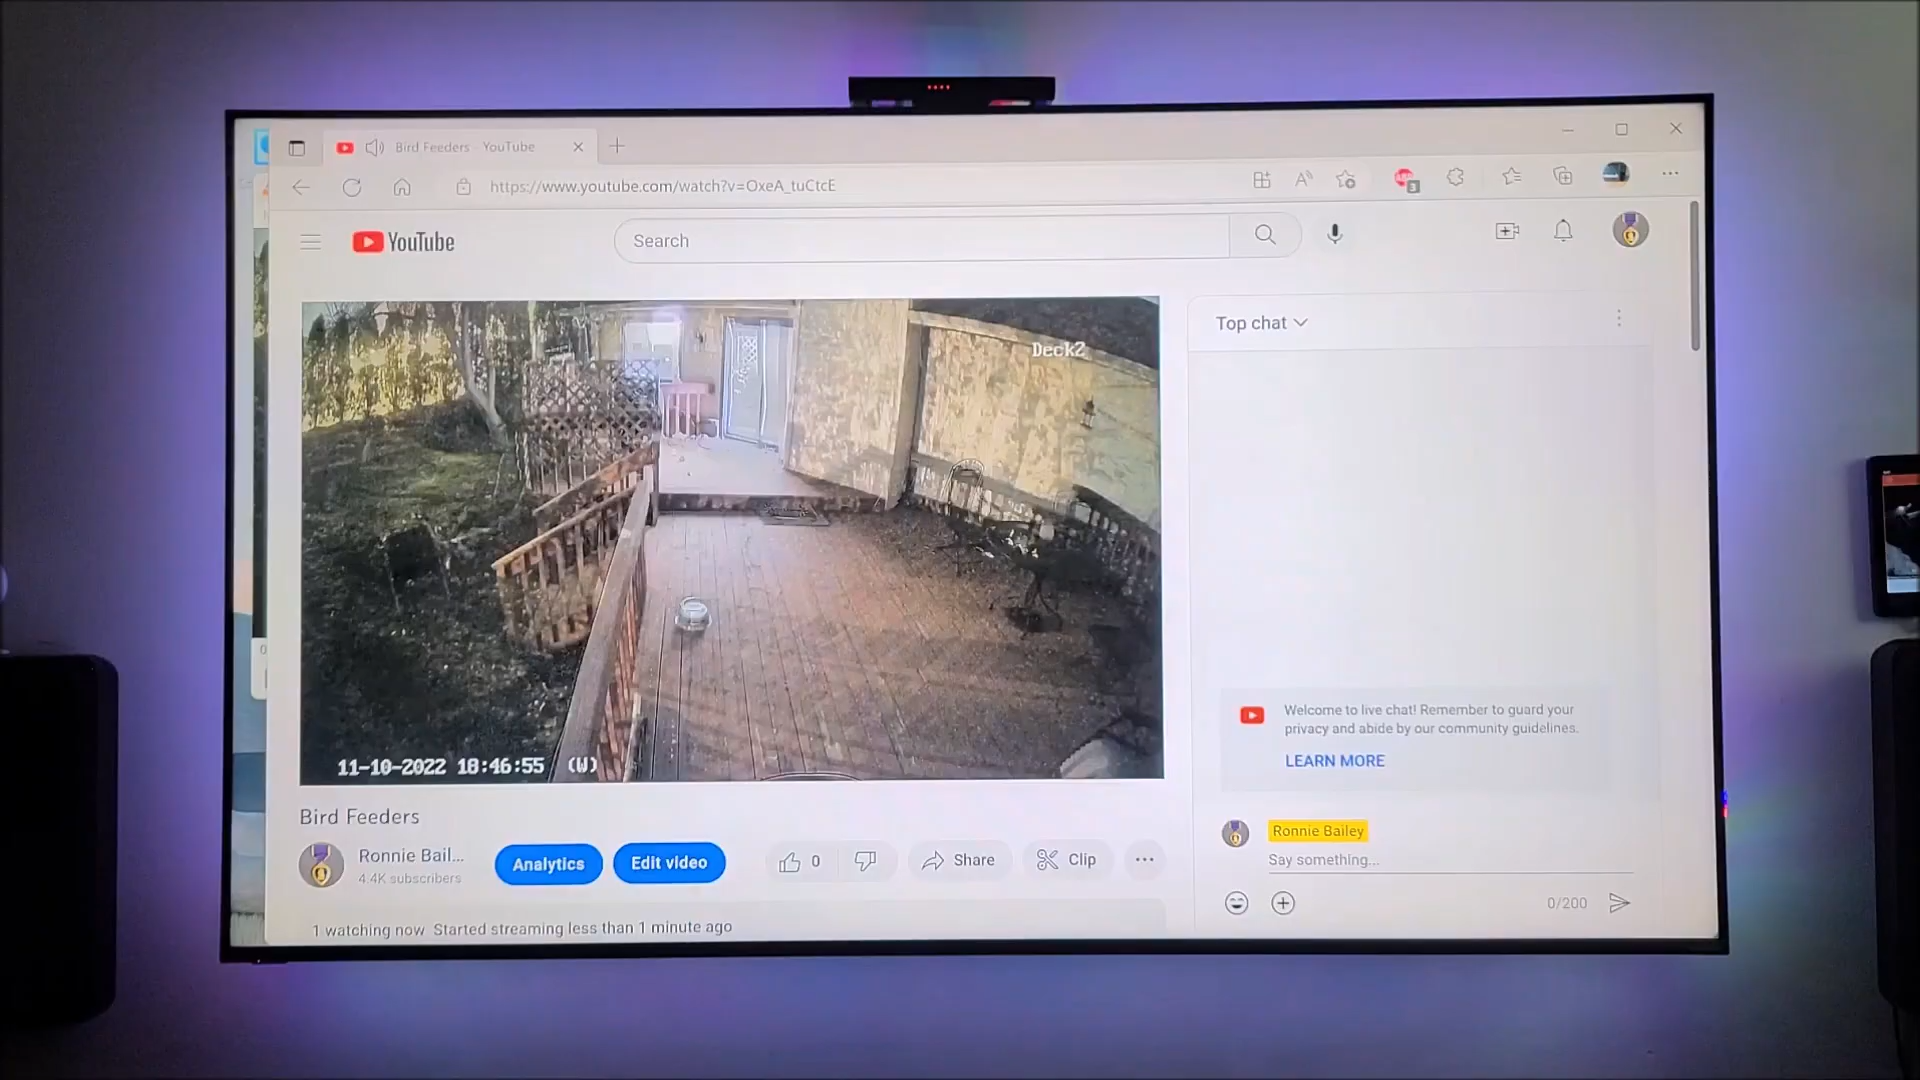 Bird Feeders - YouTube
https://www.youtube.com/watch?v=OxeA_tuCtcE
3
YouTube
Search
Deck2
11-10-2022 18:46:55 (W)
Top chat
Welcome to live chat! Remember to guard your
privacy and abide by our community guidelines.
LEARN MORE
Bird Feeders
Ronnie Bail...
4.4K subscribers
Analytics
Edit video
0
Share
Clip
1 watching now Started streaming less than 1 minute ago
Ronnie Bailey
Say something...
0/200